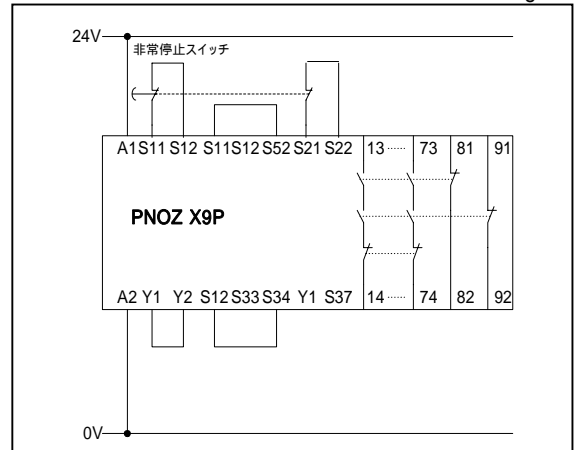 24V
非常停止スイッチ
A1 S11 S12 S11 S12 S52 S21 S22 13 73 81 91
PNOZ X9P
A2 Y1 Y2 S12 S33 S34 Y1 S37 14 74 82 92
0V